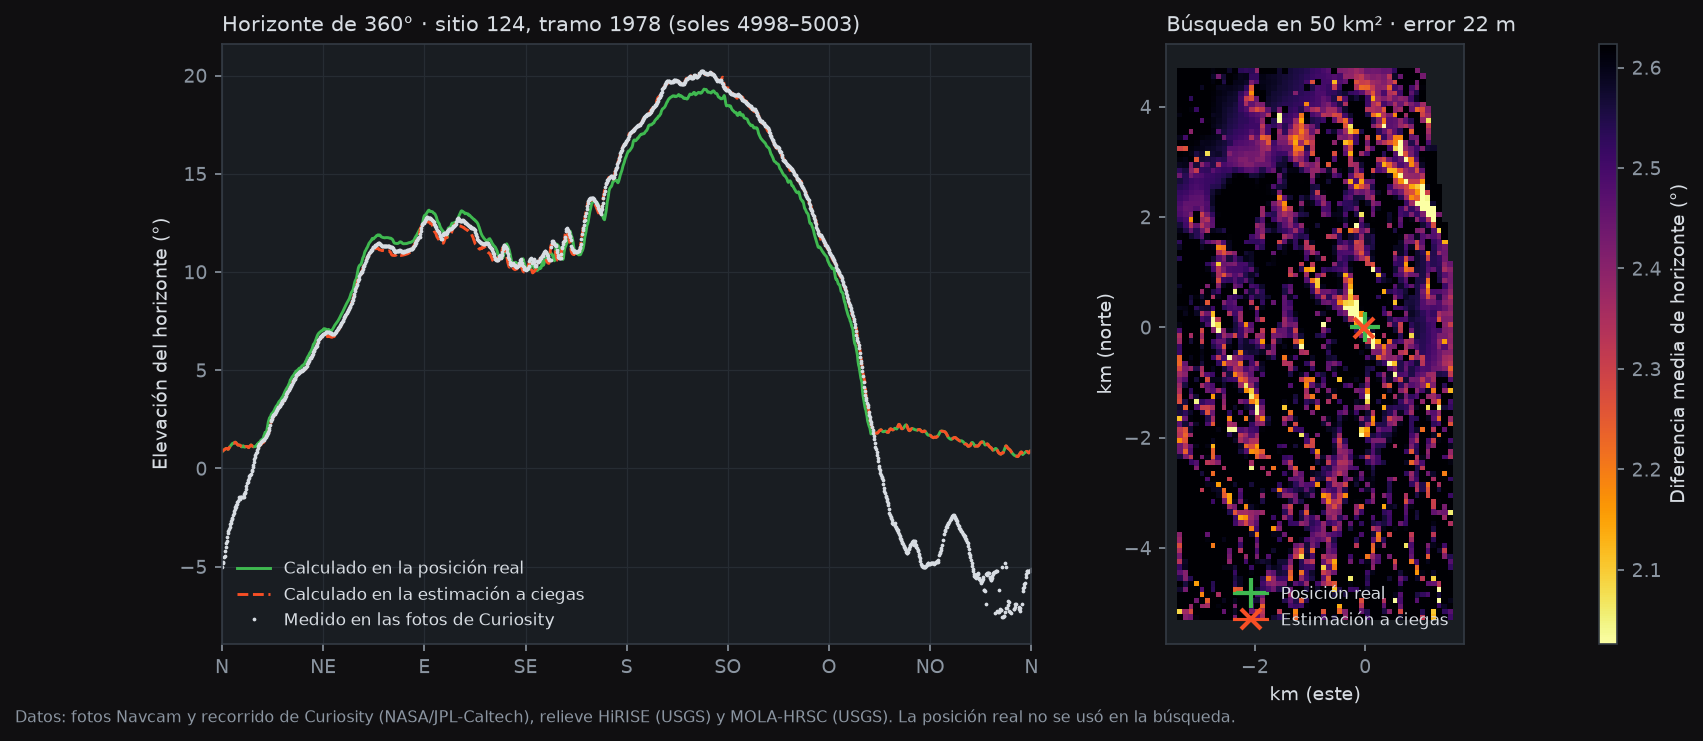 Horizonte de 360° · sitio 124, tramo 1978 (soles 4998–5003)
Elevación del horizonte (°)
20
15
10
5
0
−5
N
NE
E
SE
S
SO
O
NO
N
Calculado en la posición real
Calculado en la estimación a ciegas
Medido en las fotos de Curiosity
Búsqueda en 50 km² · error 22 m
km (norte)
4
2
0
−2
−4
−2
0
km (este)
Posición real
Estimación a ciegas
2.6
2.5
2.4
2.3
2.2
2.1
Diferencia media de horizonte (°)
Datos: fotos Navcam y recorrido de Curiosity (NASA/JPL-Caltech), relieve HiRISE (USGS) y MOLA-HRSC (USGS). La posición real no se usó en la búsqueda.